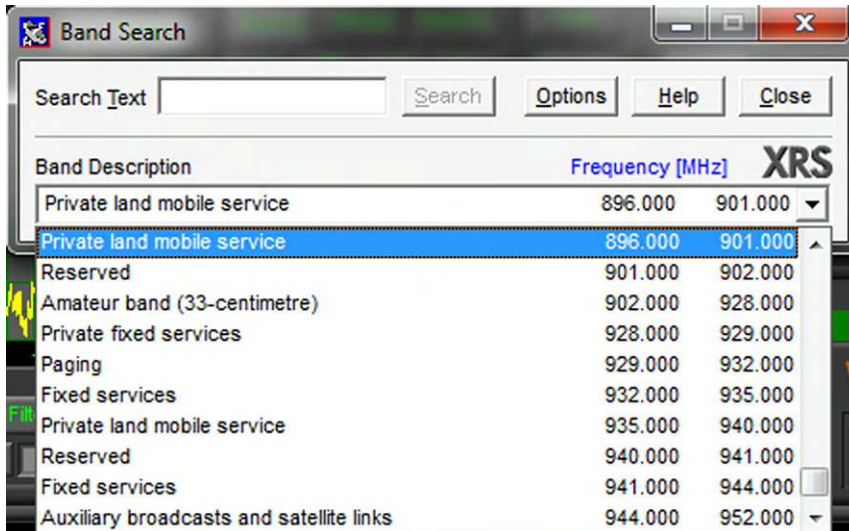 Band Search
Search Text Search Options Help Close
Band Description Frequency [MHz] XRS
Private land mobile service 896.000 901.000
Private land mobile service 896.000 901.000
Reserved 901.000 902.000
Amateur band (33-centimetre) 902.000 928.000
Private fixed services 928.000 929.000
Paging 929.000 932.000
Fixed services 932.000 935.000
Private land mobile service 935.000 940.000
Reserved 940.000 941.000
Fixed services 941.000 944.000
Auxiliary broadcasts and satellite links 944.000 952.000